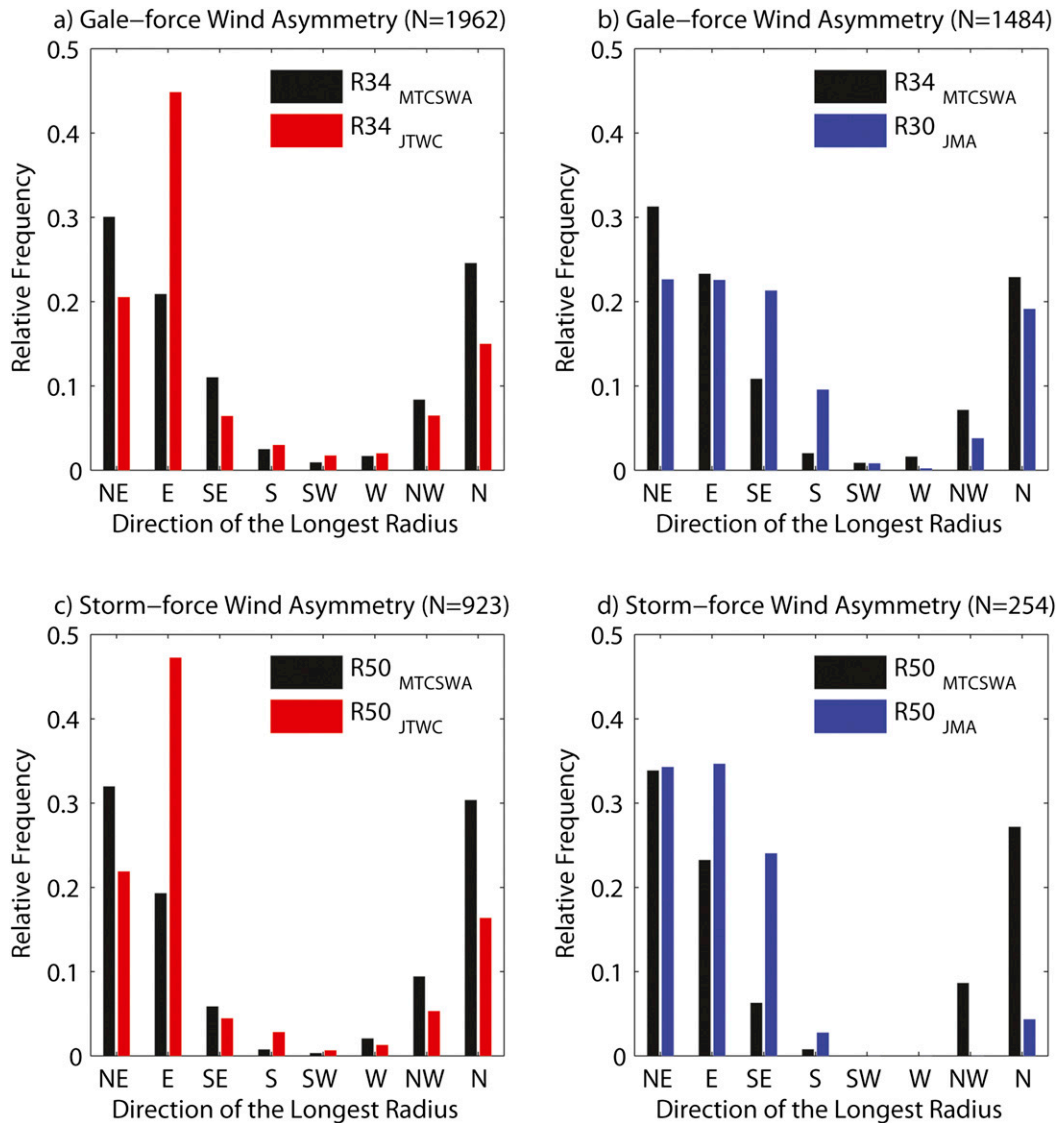 a) Gale-force Wind Asymmetry (N=1962)
0.5
0.4
0.3
0.2
0.1
0
Relative Frequency
R34 MTCSWA
R34 JTWC
NE E SE S SW W NW N
Direction of the Longest Radius
b) Gale-force Wind Asymmetry (N=1484)
0.5
0.4
0.3
0.2
0.1
0
Relative Frequency
R34 MTCSWA
R30 JMA
NE E SE S SW W NW N
Direction of the Longest Radius
c) Storm-force Wind Asymmetry (N=923)
0.5
0.4
0.3
0.2
0.1
0
Relative Frequency
R50 MTCSWA
R50 JTWC
NE E SE S SW W NW N
Direction of the Longest Radius
d) Storm-force Wind Asymmetry (N=254)
0.5
0.4
0.3
0.2
0.1
0
Relative Frequency
R50 MTCSWA
R50 JMA
NE E SE S SW W NW N
Direction of the Longest Radius